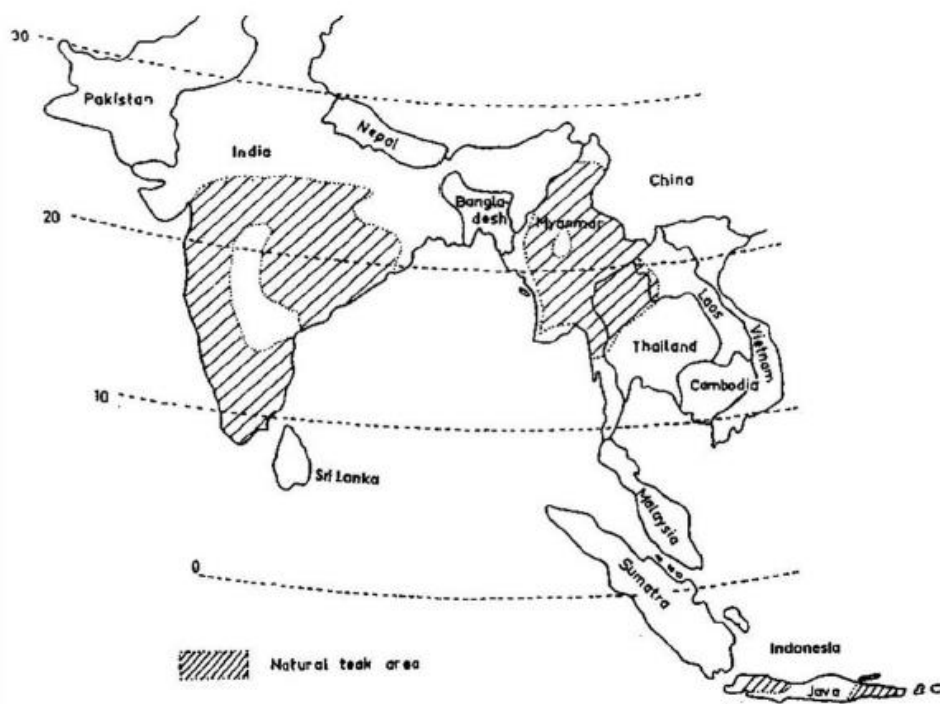 30
Pakistan
Nepal
India
China
Bangla
desh
Myanmar
20
Laos
Vietnam
Thailand
Cambodia
10
Sri Lanka
Malaysia
0
Sumatra
Indonesia
Natural teak area
Java